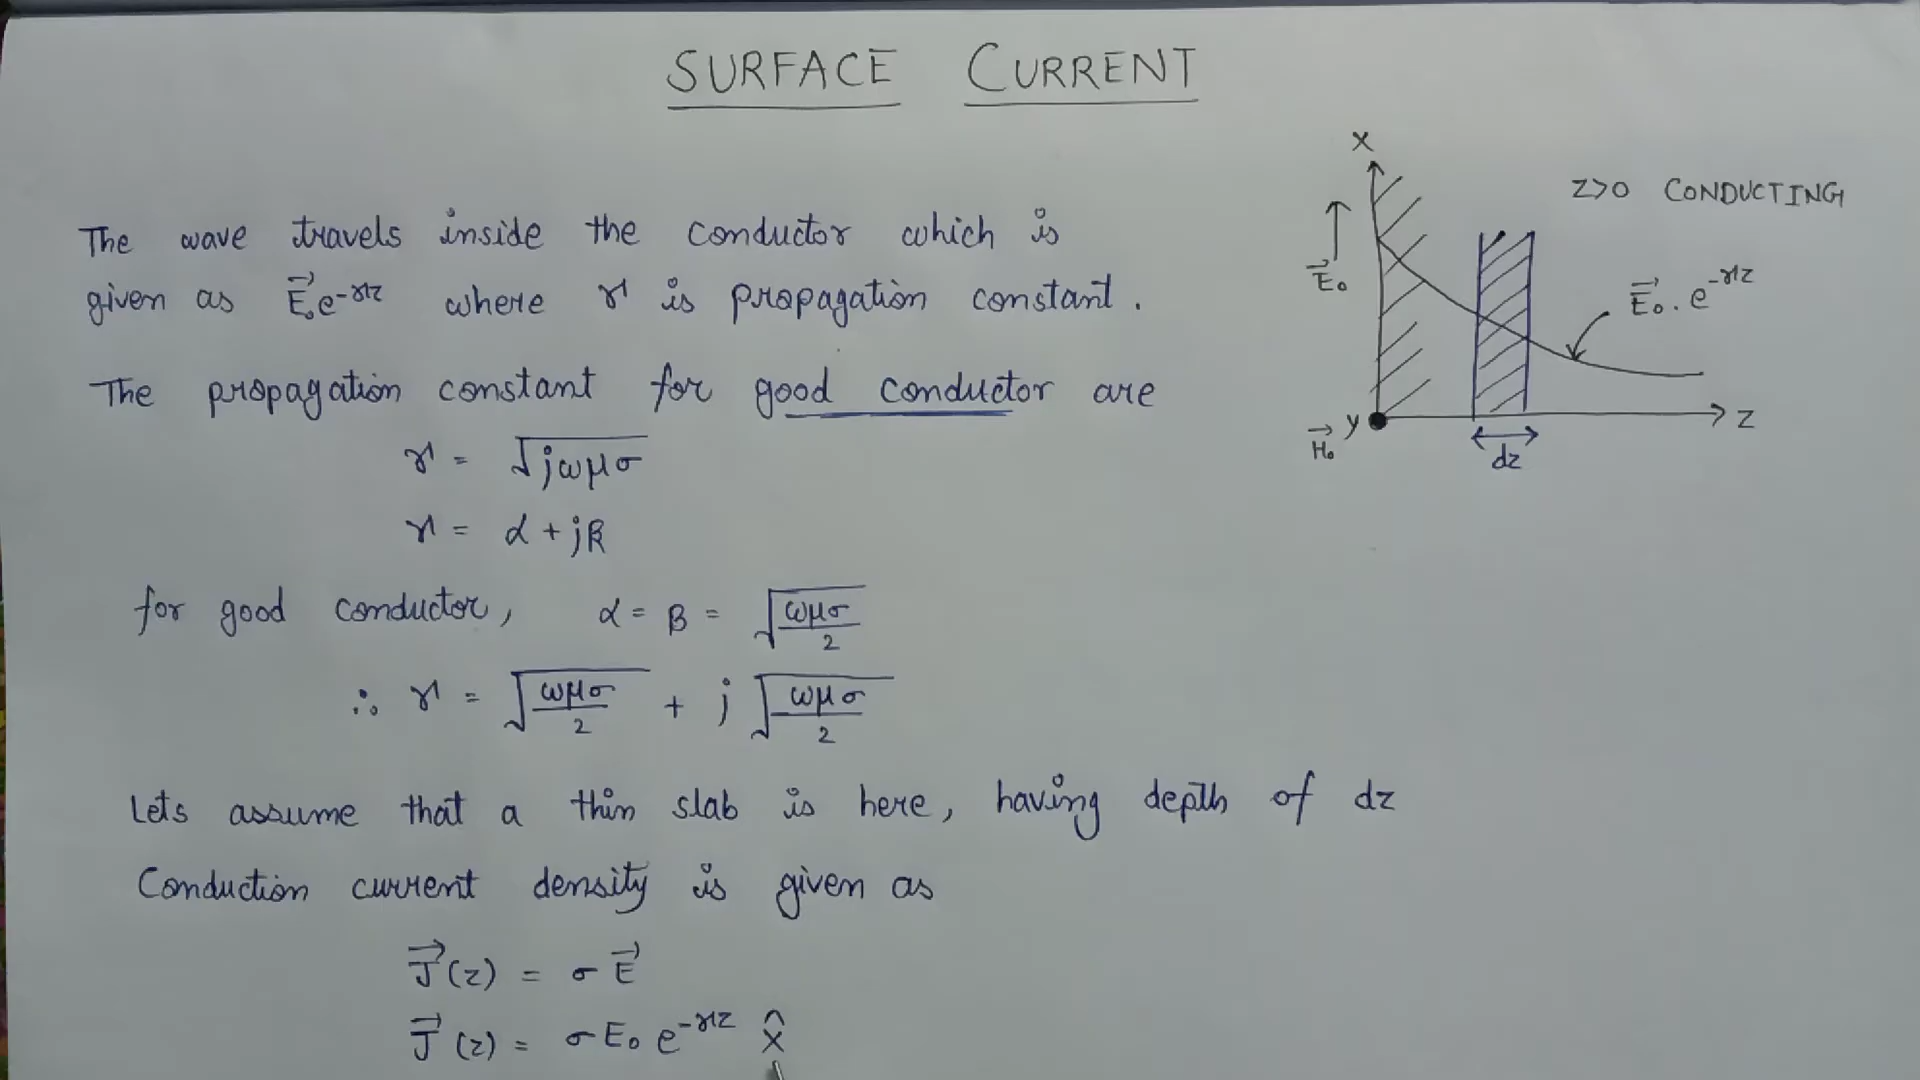 SURFACE CURRENT
The wave travels inside the conductor which is
given as E⃗₀e^-γz where γ is propagation constant.
The propagation constant for good conductor are
γ = √jωμσ
γ = α + jβ
for good conductor, α = β = √(ωμσ/2)
∴ γ = √(ωμσ/2) + j √(ωμσ/2)
Lets assume that a thin slab is here, having depth of dz
Conduction current density is given as
J⃗(z) = σ E⃗
J⃗(z) = σ E₀ e^-γz x̂
X
Z>0 CONDUCTING
E⃗₀
E⃗₀. e^-γz
y
Z
H⃗₀
dz